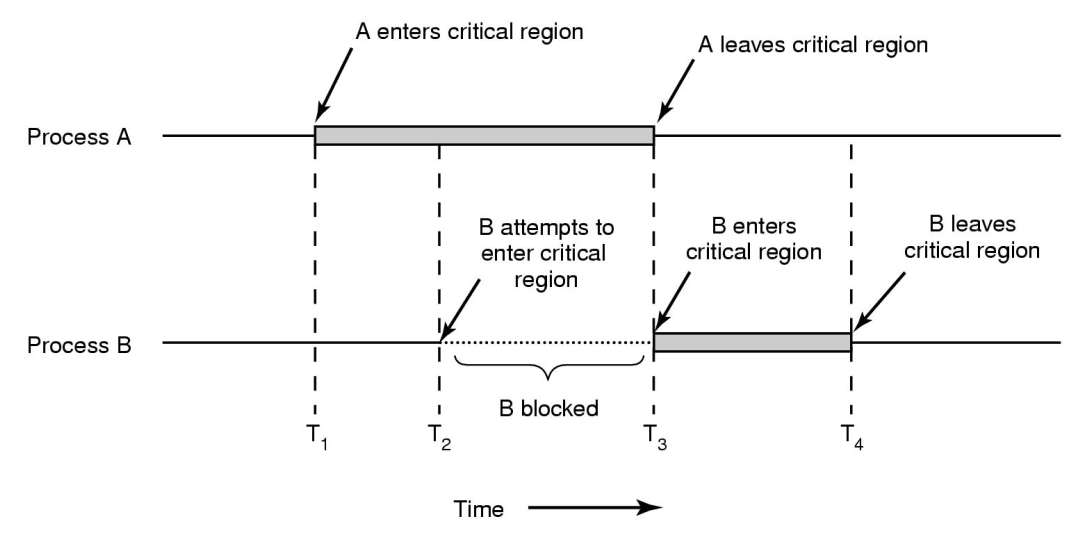 A enters critical region
A leaves critical region
Process A
B attempts to
enter critical
region
B enters
critical region
B leaves
critical region
Process B
B blocked
T1
T2
T3
T4
Time